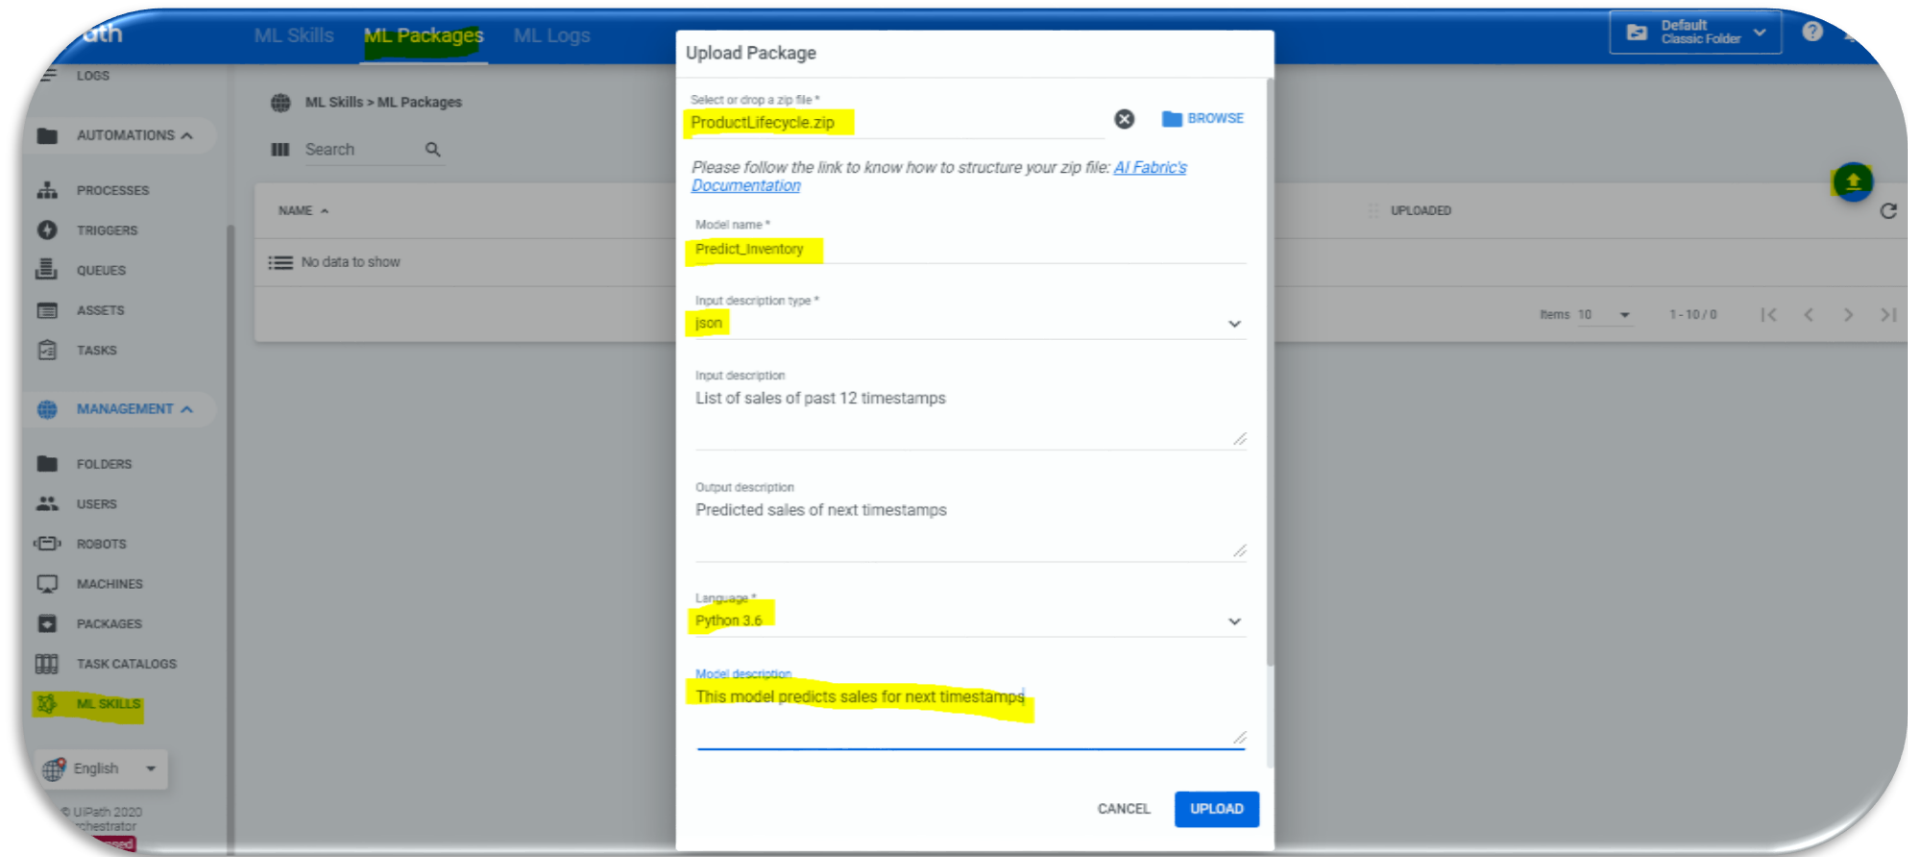 ML Skills
ML Packages
ML Logs
Default
Classic Folder
LOGS
AUTOMATIONS
PROCESSES
TRIGGERS
QUEUES
ASSETS
TASKS
MANAGEMENT
FOLDERS
USERS
ROBOTS
MACHINES
PACKAGES
TASK CATALOGS
ML SKILLS
English
© UiPath 2020
ML Skills > ML Packages
Search
NAME
UPLOADED
No data to show
Items 10
1 - 10 / 0
Upload Package
Select or drop a zip file *
ProductLifecycle.zip
BROWSE
Please follow the link to know how to structure your zip file: AI Fabric's
Documentation
Model name *
Predict_Inventory
Input description type *
json
Input description
List of sales of past 12 timestamps
Output description
Predicted sales of next timestamps
Language *
Python 3.6
Model description
This model predicts sales for next timestamps
CANCEL
UPLOAD